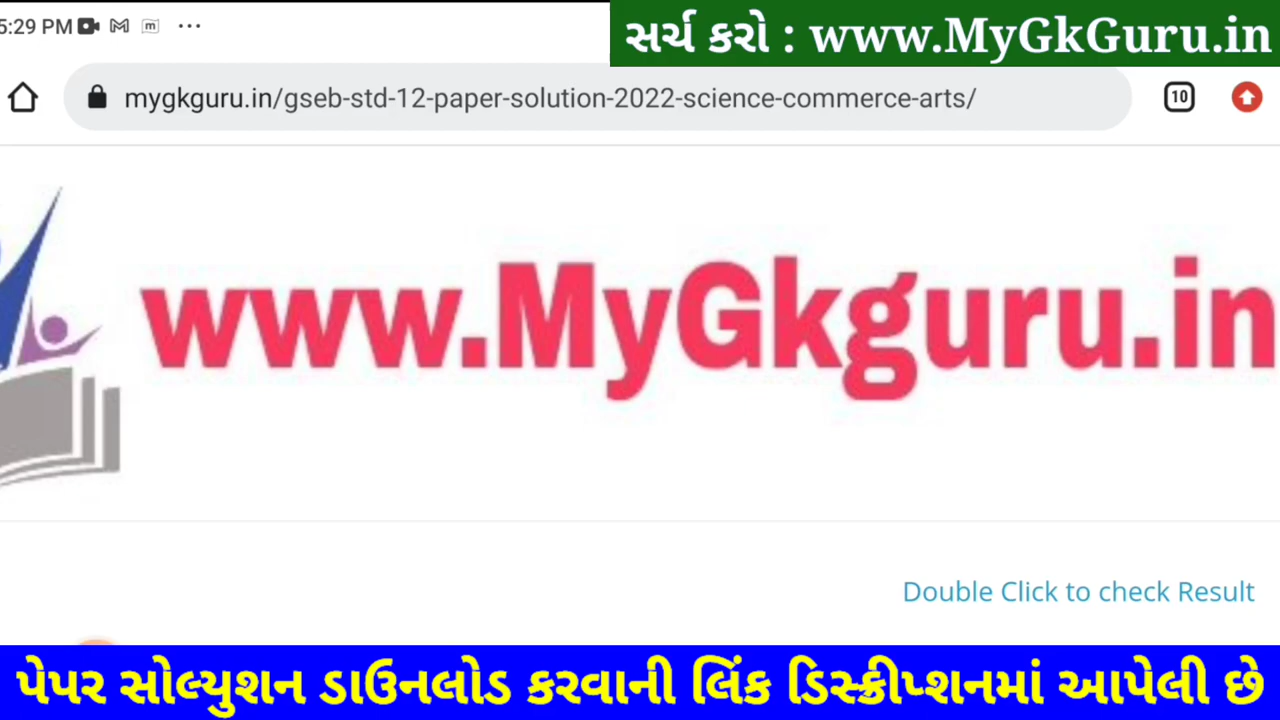 5:29 PM
સર્ચ કરો : www.MyGkGuru.in
mygkguru.in/gseb-std-12-paper-solution-2022-science-commerce-arts/
10
www.MyGkguru.in
Double Click to check Result
પેપર સોલ્યુશન ડાઉનલોડ કરવાની લિંક ડિસ્ક્રીપ્શનમાં આપેલી છે